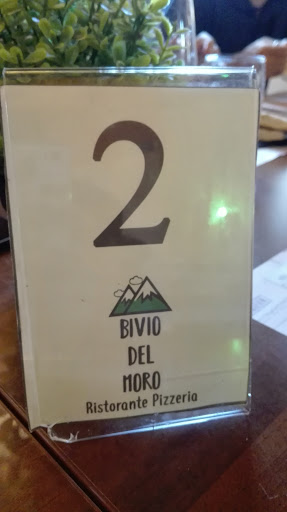 2
BIVIO
DEL
MORO
Ristorante Pizzeria